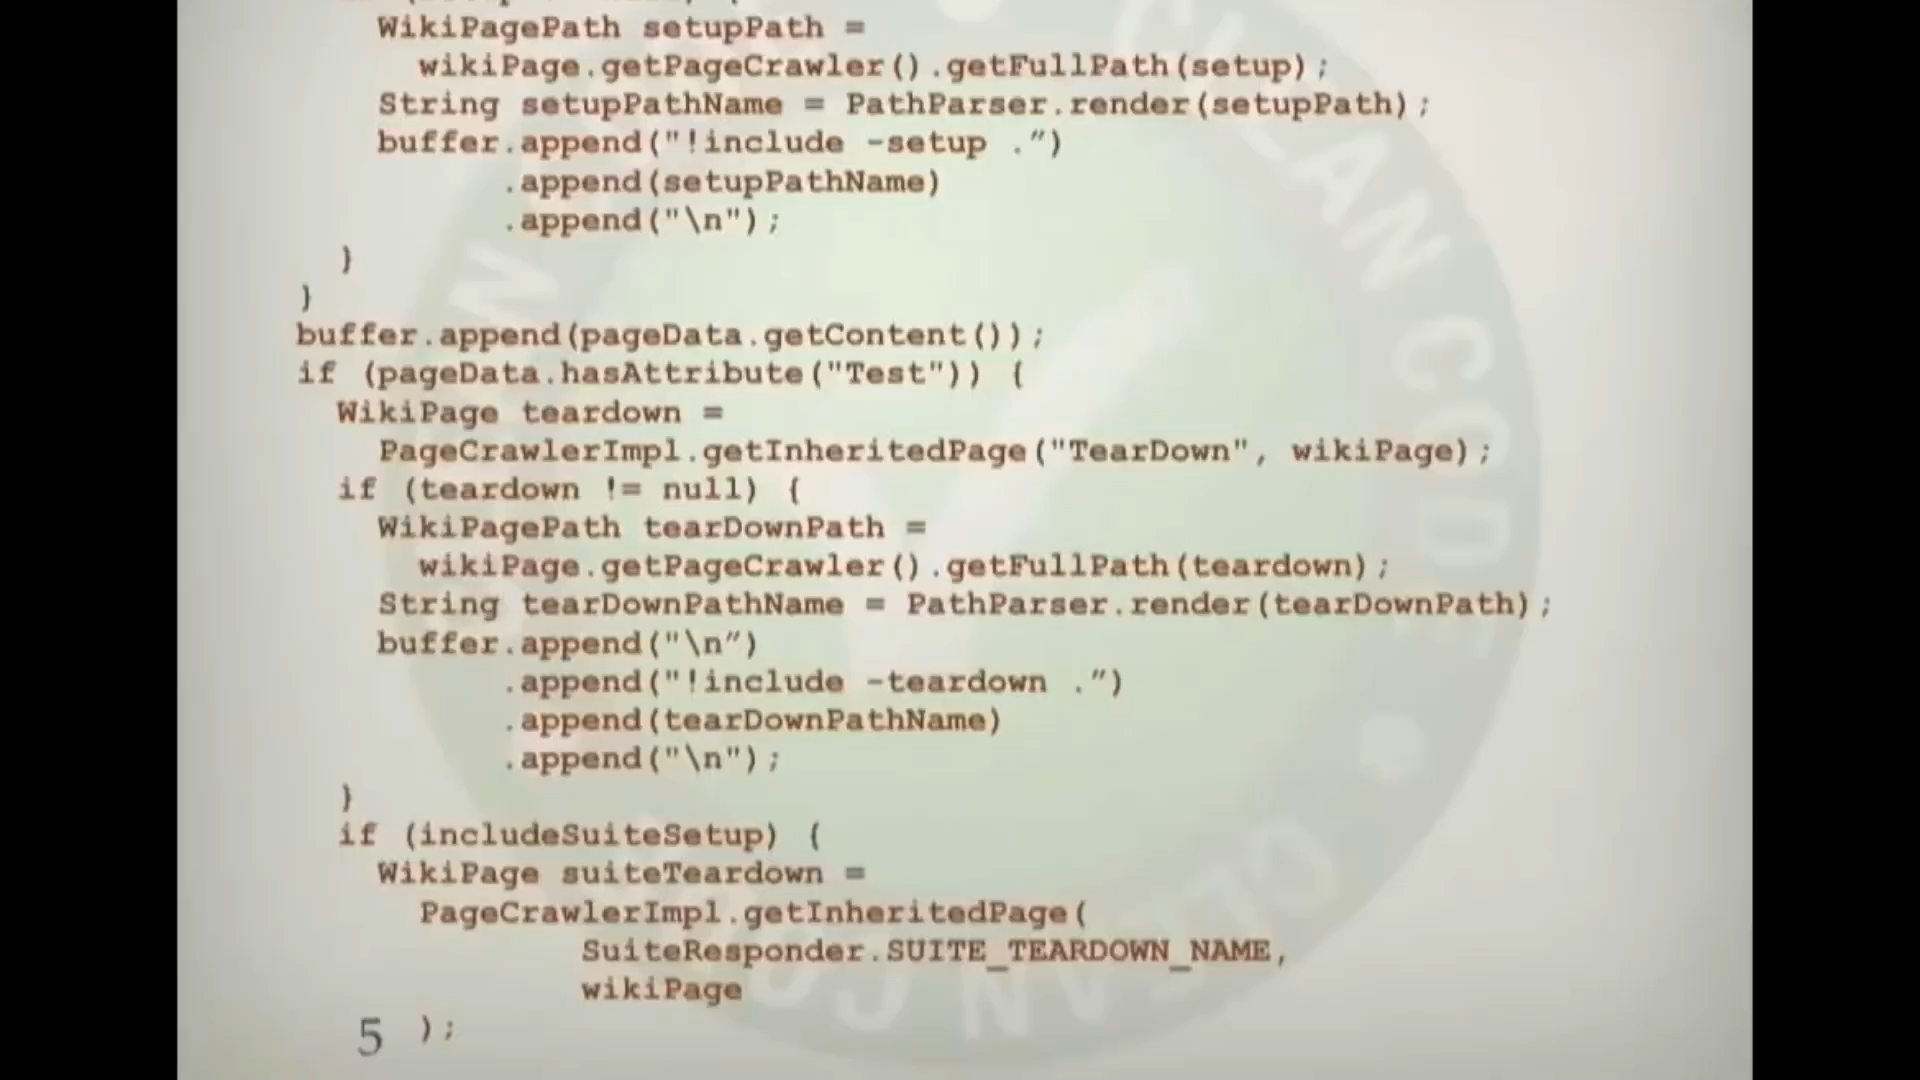 WikiPagePath setupPath =
wikiPage.getPageCrawler().getFullPath(setup);
String setupPathName = PathParser.render(setupPath);
buffer.append("!include -setup .")
.append(setupPathName)
.append("\n");
}
}
buffer.append(pageData.getContent());
if (pageData.hasAttribute("Test")) {
WikiPage teardown =
PageCrawlerImpl.getInheritedPage("TearDown", wikiPage);
if (teardown != null) {
WikiPagePath tearDownPath =
wikiPage.getPageCrawler().getFullPath(teardown);
String tearDownPathName = PathParser.render(tearDownPath);
buffer.append("\n")
.append("!include -teardown .")
.append(tearDownPathName)
.append("\n");
}
if (includeSuiteSetup) {
WikiPage suiteTeardown =
PageCrawlerImpl.getInheritedPage(
SuiteResponder.SUITE_TEARDOWN_NAME,
wikiPage
5 );